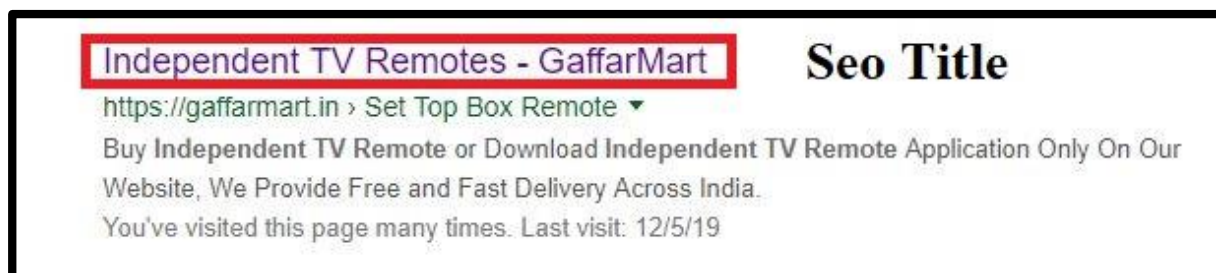 Independent TV Remotes - GaffarMart Seo Title
https://gaffarmart.in › Set Top Box Remote ▾
Buy Independent TV Remote or Download Independent TV Remote Application Only On Our
Website, We Provide Free and Fast Delivery Across India.
You've visited this page many times. Last visit: 12/5/19